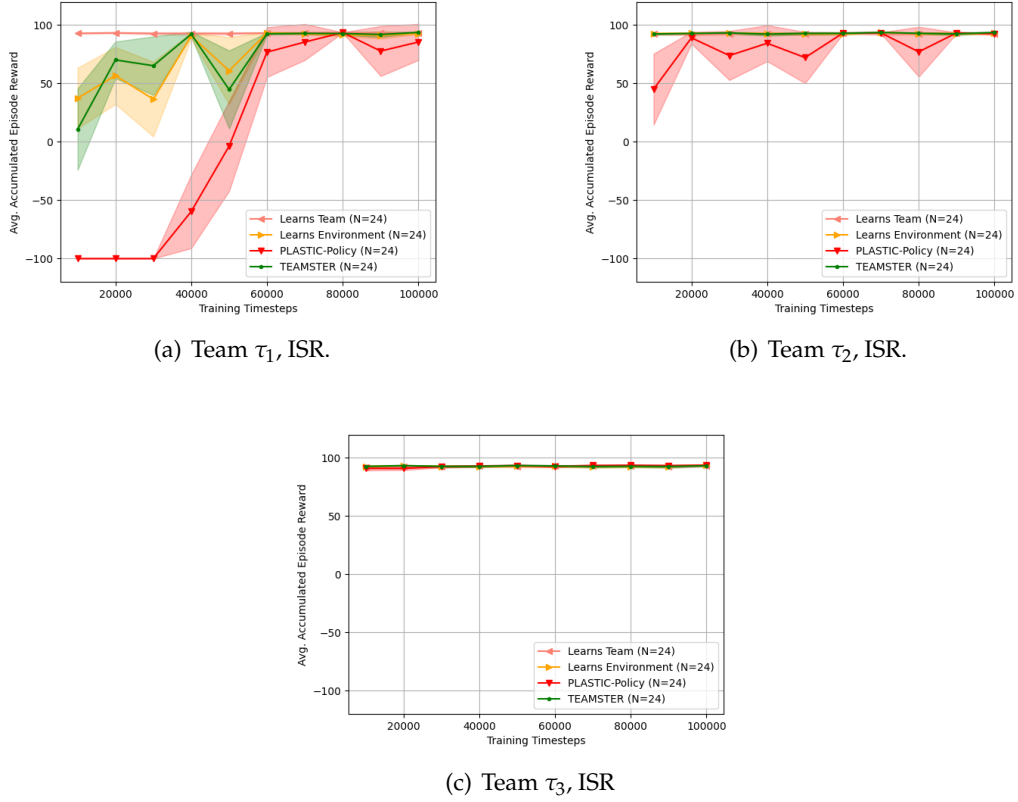 100
50
0
−50
−100
Avg. Accumulated Episode Reward
Learns Team (N=24)
Learns Environment (N=24)
PLASTIC-Policy (N=24)
TEAMSTER (N=24)
20000 40000 60000 80000 100000
Training Timesteps
(a) Team τ1, ISR.
100
50
0
−50
−100
Avg. Accumulated Episode Reward
Learns Team (N=24)
Learns Environment (N=24)
PLASTIC-Policy (N=24)
TEAMSTER (N=24)
20000 40000 60000 80000 100000
Training Timesteps
(b) Team τ2, ISR.
100
50
0
−50
−100
Avg. Accumulated Episode Reward
Learns Team (N=24)
Learns Environment (N=24)
PLASTIC-Policy (N=24)
TEAMSTER (N=24)
20000 40000 60000 80000 100000
Training Timesteps
(c) Team τ3, ISR